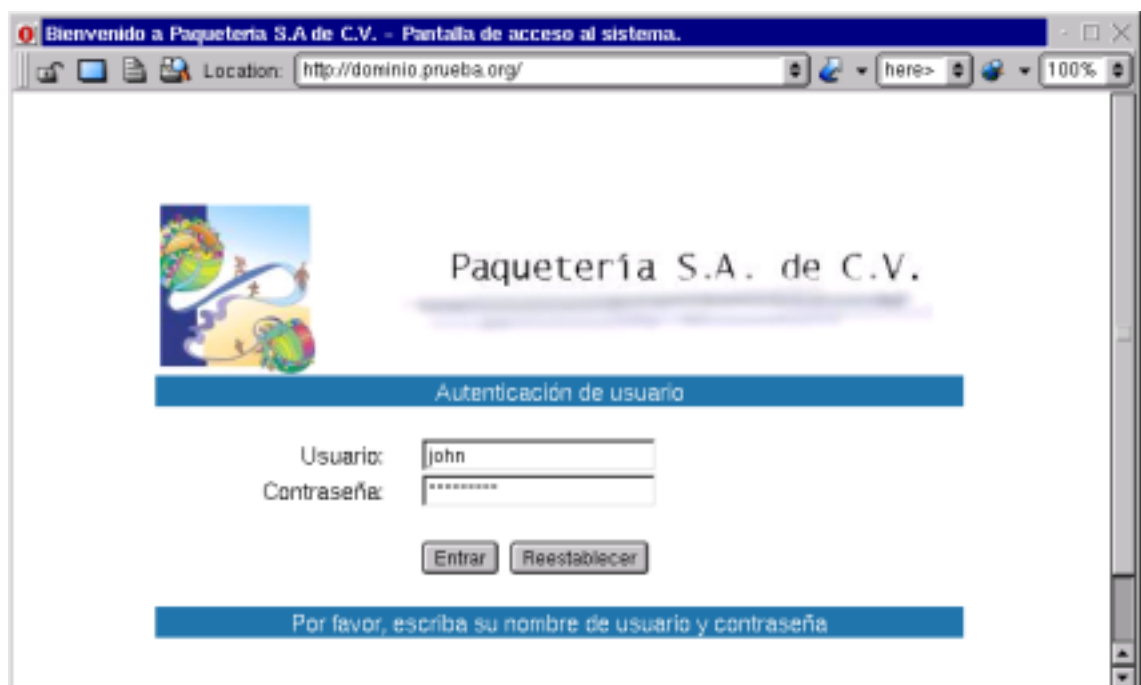 Bienvenido a Paquetería S.A de C.V. - Pantalla de acceso al sistema.
Location: http://dominio.prueba.org/ here> 100%
Paquetería S.A. de C.V.
Autenticación de usuario
Usuario: john
Contraseña: *********
Entrar Reestablecer
Por favor, escriba su nombre de usuario y contraseña